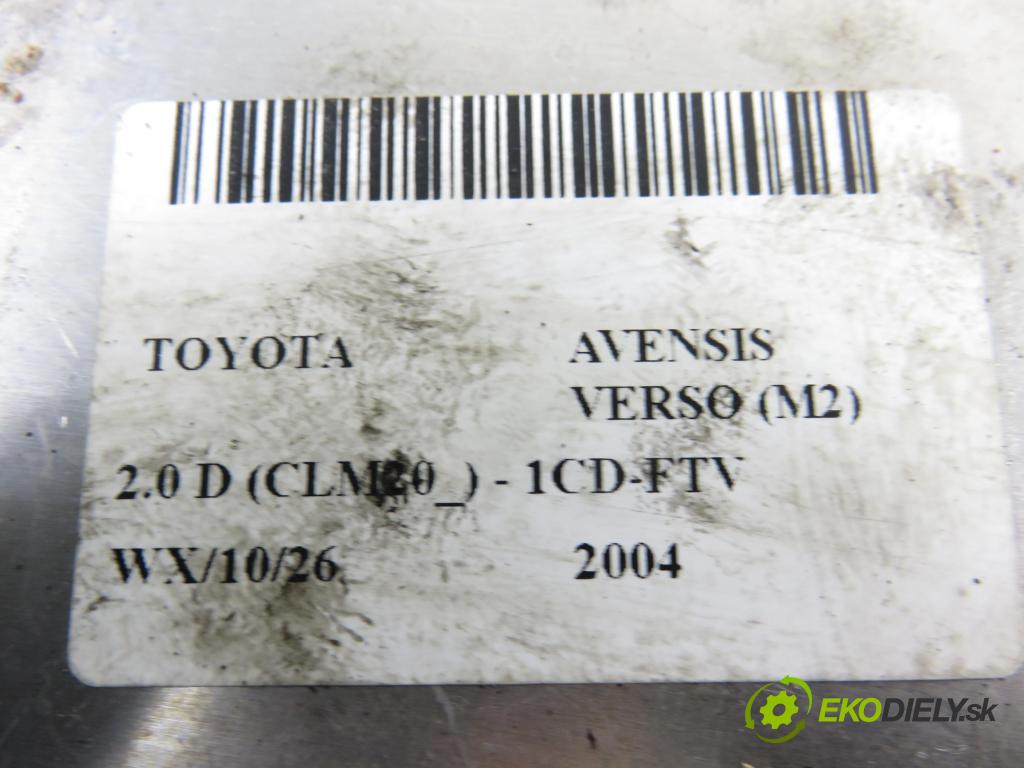 TOYOTA AVENSIS
VERSO (M2)
2.0 D (CLM20_) - 1CD-FTV
WX/10/26 2004
EKODIELY.sk